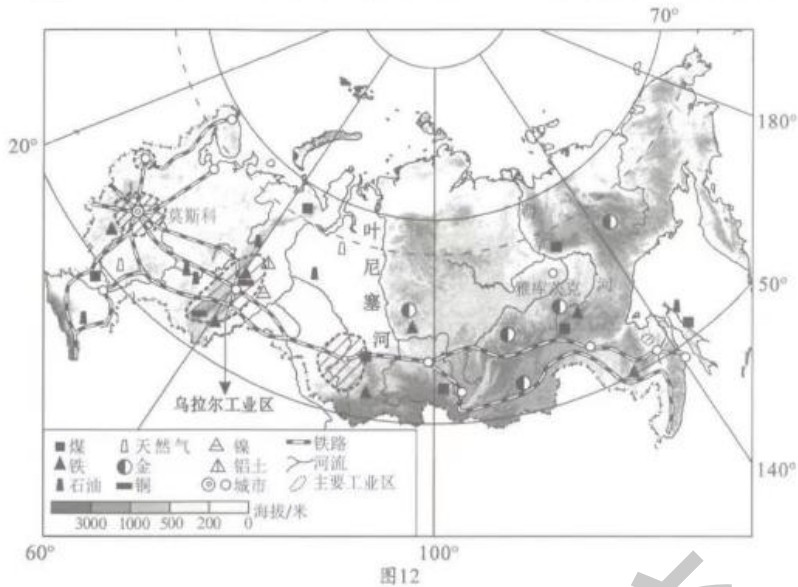 70°
20°
180°
莫斯科
叶尼塞河
雅库茨克
河
50°
乌拉尔工业区
140°
煤 天然气 镍 铁路
铁 金 铝土 河流
石油 铜 城市 主要工业区
3000 1000 500 200 0 海拔/米
60°
100°
图12